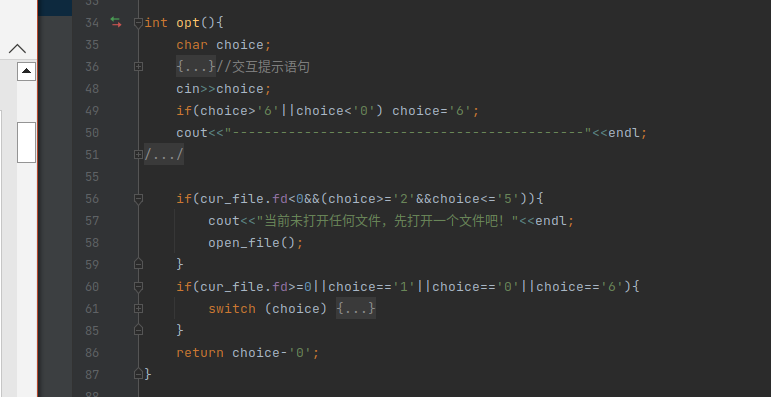 33
34 int opt(){
35 char choice;
36 {...}//交互提示语句
48 cin>>choice;
49 if(choice>'6'||choice<'0') choice='6';
50 cout<<"--------------------------------------------"<<endl;
51 /.../
55
56 if(cur_file.fd<0&&(choice>='2'&&choice<='5')){
57 cout<<"当前未打开任何文件，先打开一个文件吧！"<<endl;
58 open_file();
59 }
60 if(cur_file.fd>=0||choice=='1'||choice=='0'||choice=='6'){
61 switch (choice) {...}
85 }
86 return choice-'0';
87 }
88